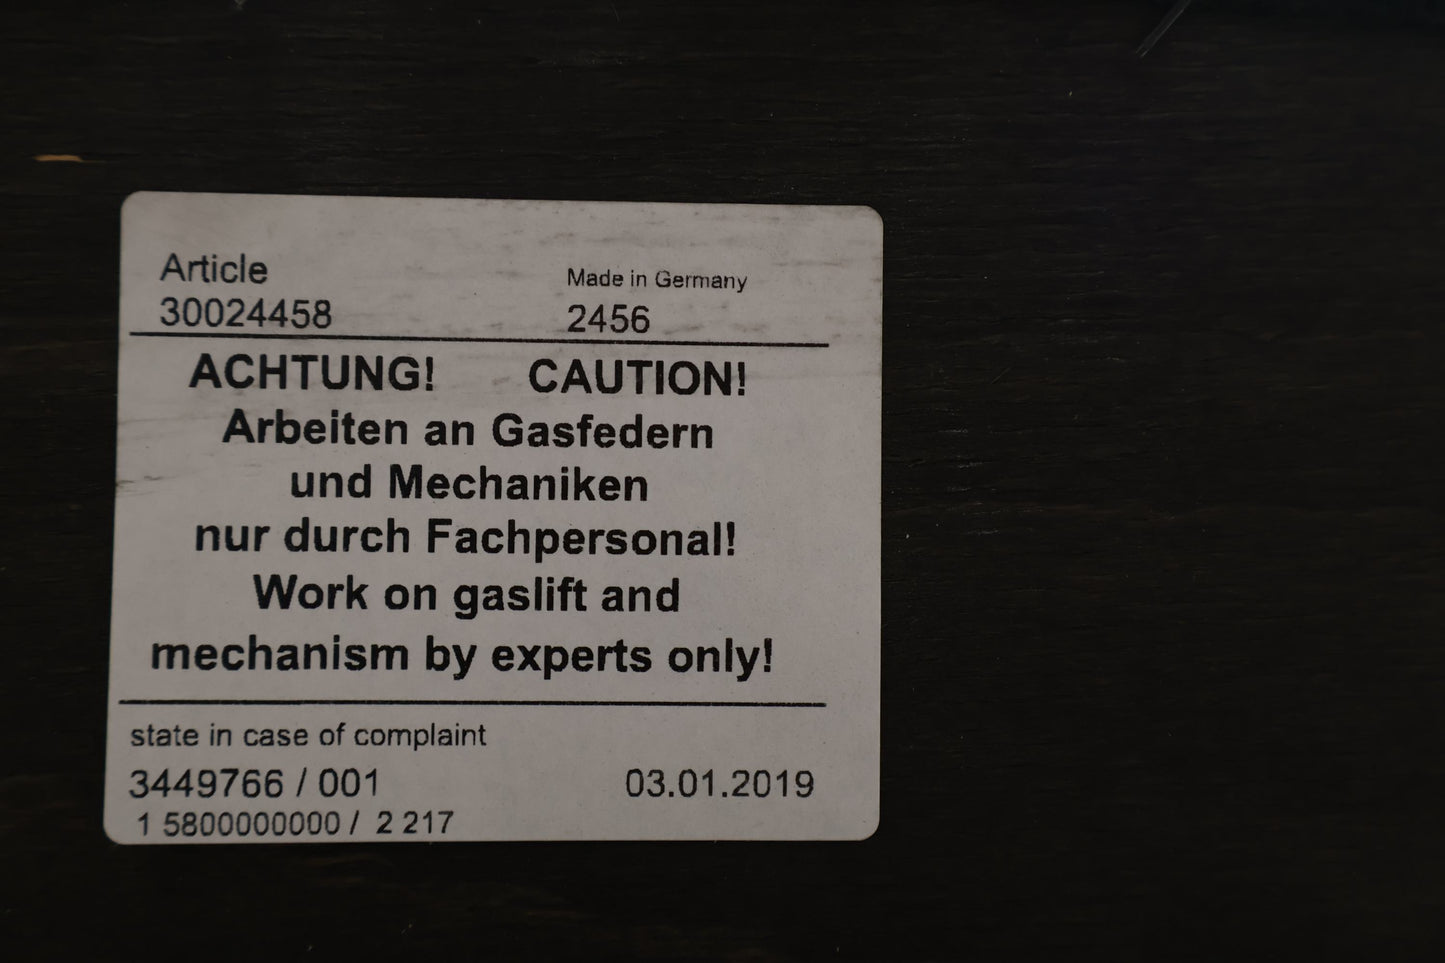 Article
Made in Germany
30024458
2456
ACHTUNG! CAUTION!
Arbeiten an Gasfedern
und Mechaniken
nur durch Fachpersonal!
Work on gaslift and
mechanism by experts only!
state in case of complaint
3449766 / 001 03.01.2019
1 5800000000 / 2 217